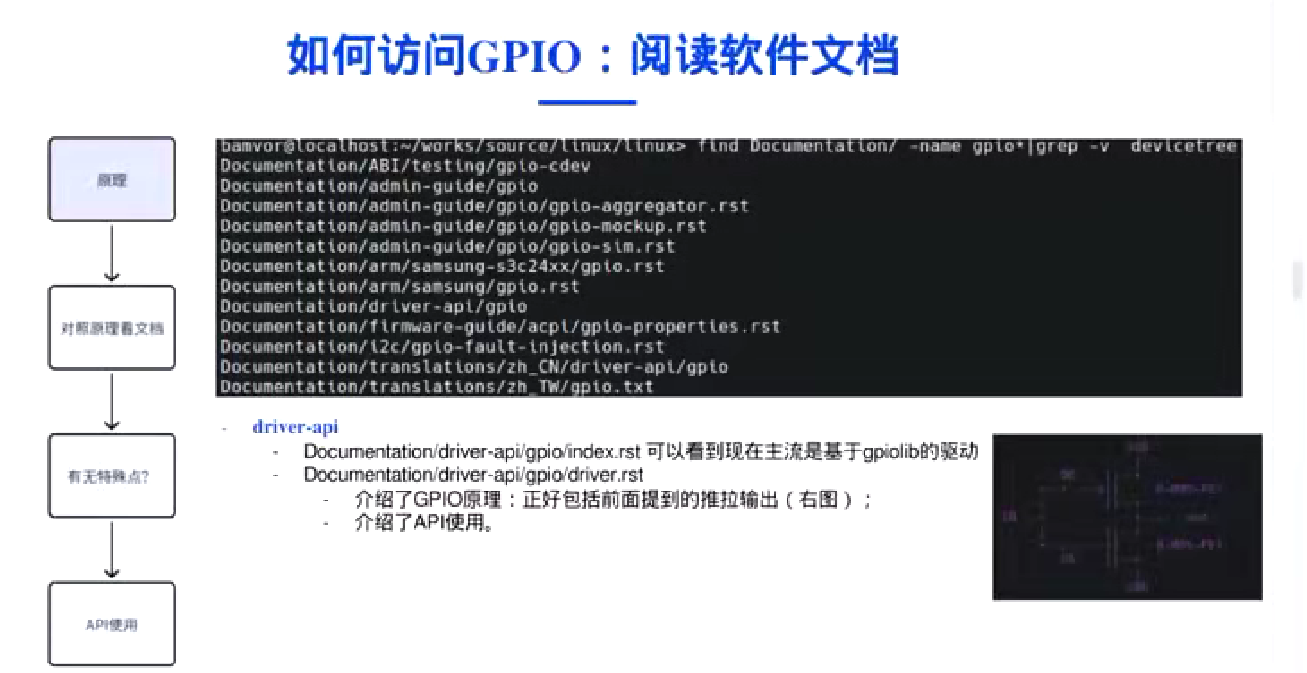 如何访问GPIO：阅读软件文档
原理
对照原理看文档
有无特殊点？
API使用
bamvor@localhost:~/works/source/linux/linux> find Documentation/ -name gpio*|grep -v  devicetree
Documentation/ABI/testing/gpio-cdev
Documentation/admin-guide/gpio
Documentation/admin-guide/gpio/gpio-aggregator.rst
Documentation/admin-guide/gpio/gpio-mockup.rst
Documentation/admin-guide/gpio/gpio-sim.rst
Documentation/arm/samsung-s3c24xx/gpio.rst
Documentation/arm/samsung/gpio.rst
Documentation/driver-api/gpio
Documentation/firmware-guide/acpi/gpio-properties.rst
Documentation/i2c/gpio-fault-injection.rst
Documentation/translations/zh_CN/driver-api/gpio
Documentation/translations/zh_TW/gpio.txt
- driver-api
- Documentation/driver-api/gpio/index.rst 可以看到现在主流是基于gpiolib的驱动
- Documentation/driver-api/gpio/driver.rst
- 介绍了GPIO原理：正好包括前面提到的推拉输出（右图）；
- 介绍了API使用。